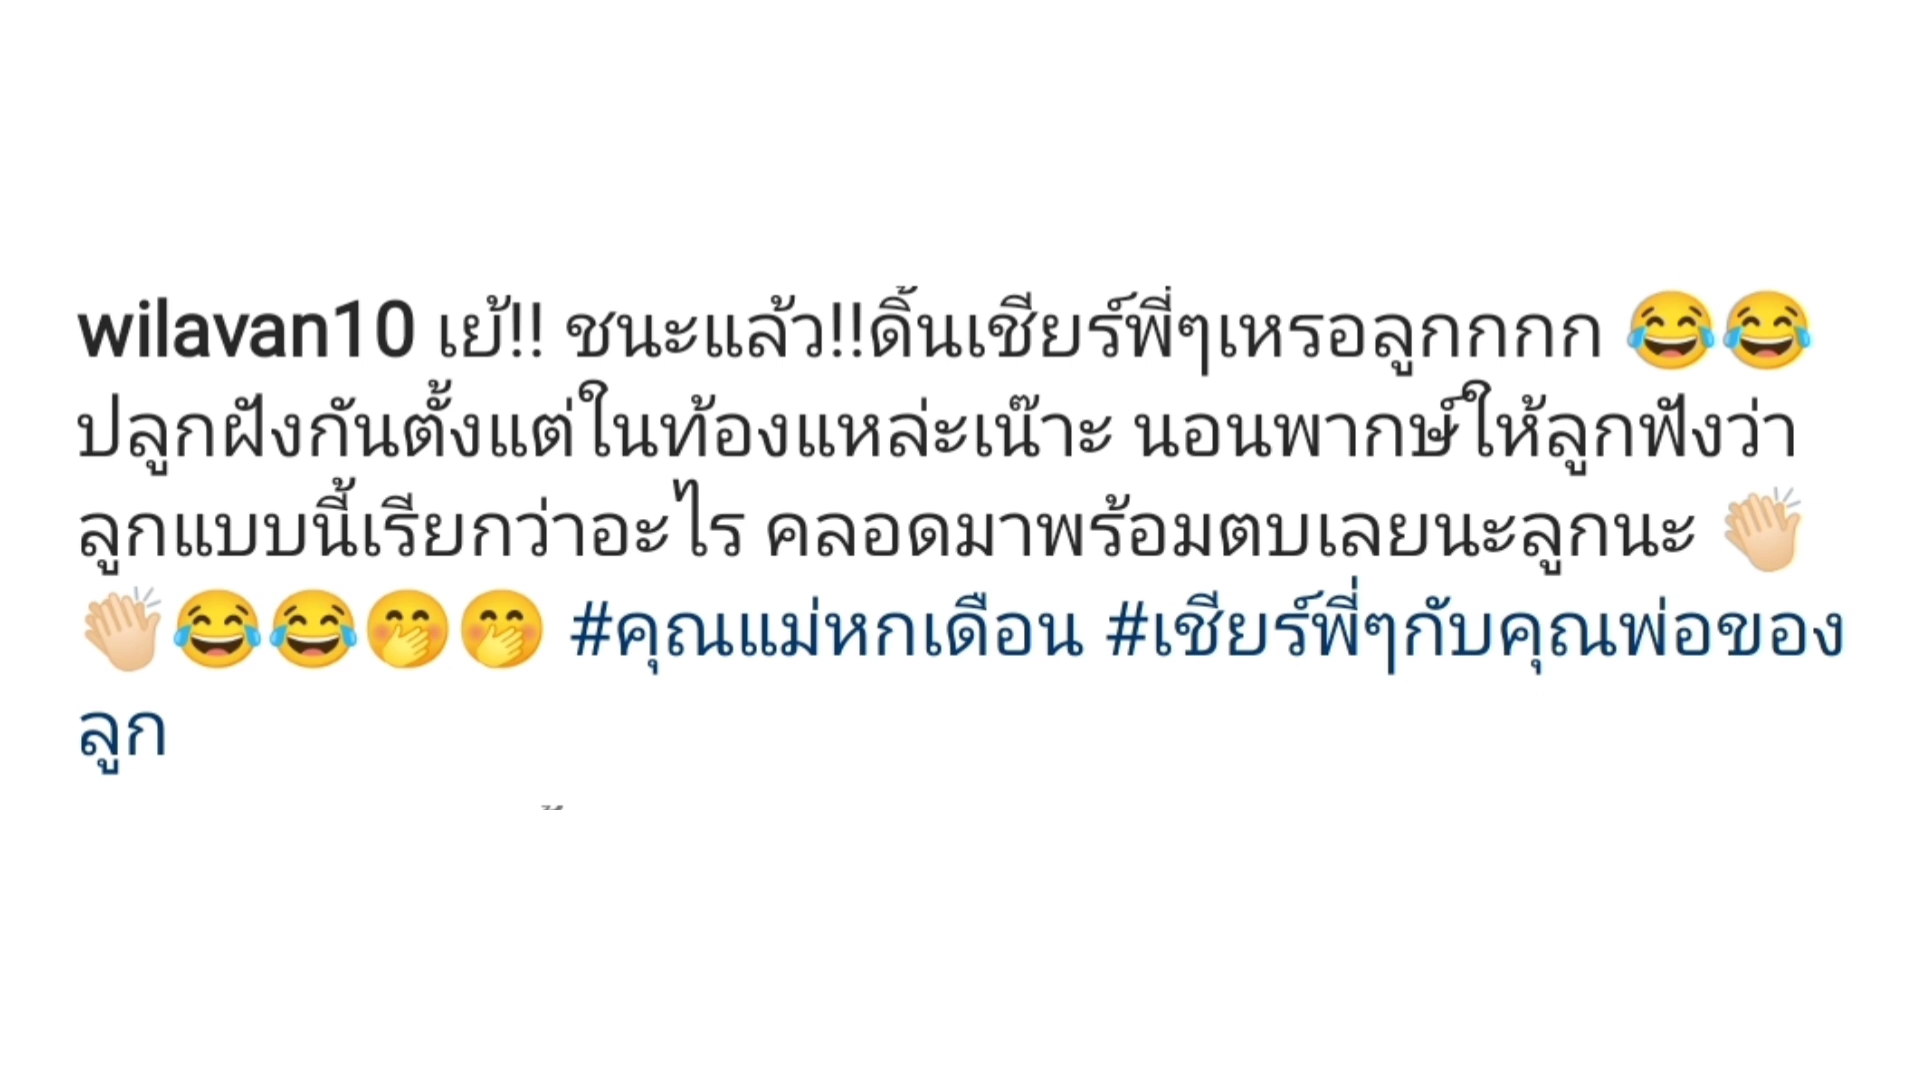 wilavan10 เย้!! ชนะแล้ว!!ดิ้นเชียร์พี่ๆเหรอลูกกกก 😂😂
ปลูกฝังกันตั้งแต่ในท้องแหล่ะเน๊าะ นอนพากษ์ให้ลูกฟังว่า
ลูกแบบนี้เรียกว่าอะไร คลอดมาพร้อมตบเลยนะลูกนะ 👏🏻
👏🏻😂😂🤭🤭 #คุณแม่หกเดือน #เชียร์พี่ๆกับคุณพ่อของ
ลูก